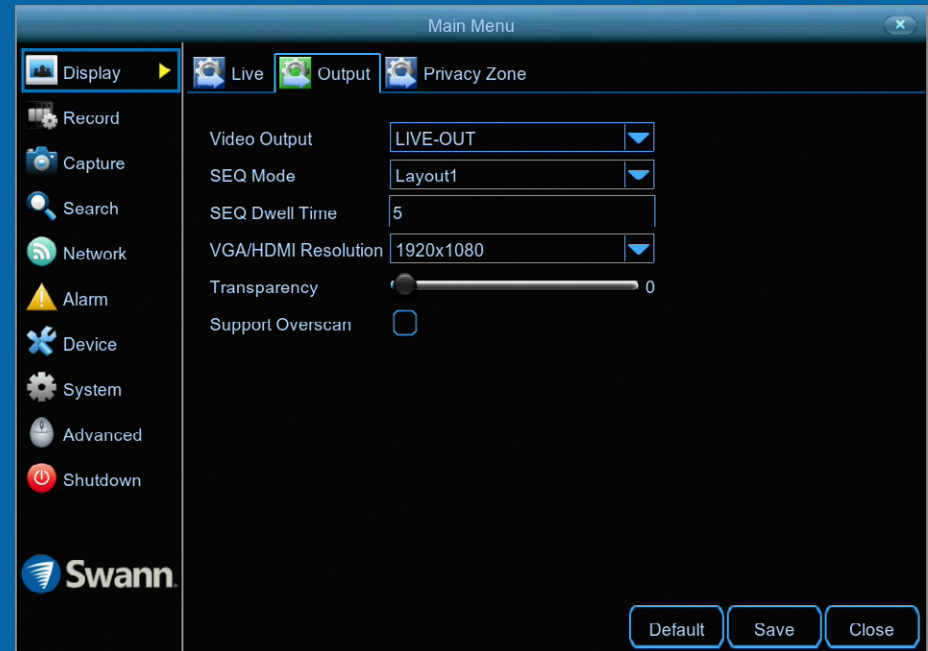 Main Menu
Display
Live
Output
Privacy Zone
Record
Capture
Search
Network
Alarm
Device
System
Advanced
Shutdown
Video Output LIVE-OUT
SEQ Mode Layout1
SEQ Dwell Time 5
VGA/HDMI Resolution 1920x1080
Transparency 0
Support Overscan
Swann
Default
Save
Close